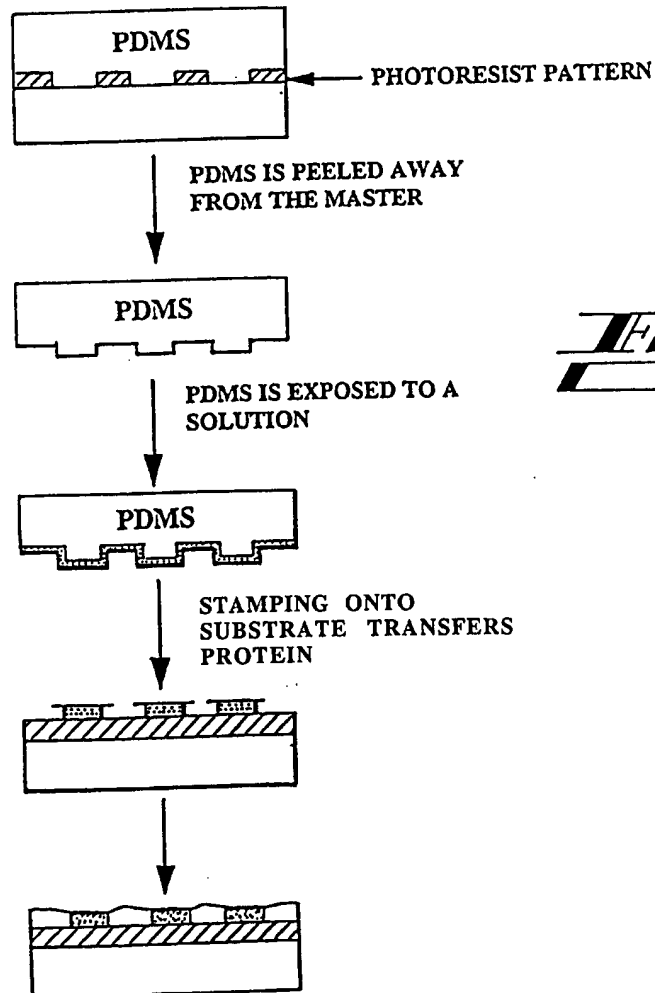 PDMS
PHOTORESIST PATTERN
PDMS IS PEELED AWAY
FROM THE MASTER
PDMS
PDMS IS EXPOSED TO A
SOLUTION
PDMS
STAMPING ONTO
SUBSTRATE TRANSFERS
PROTEIN